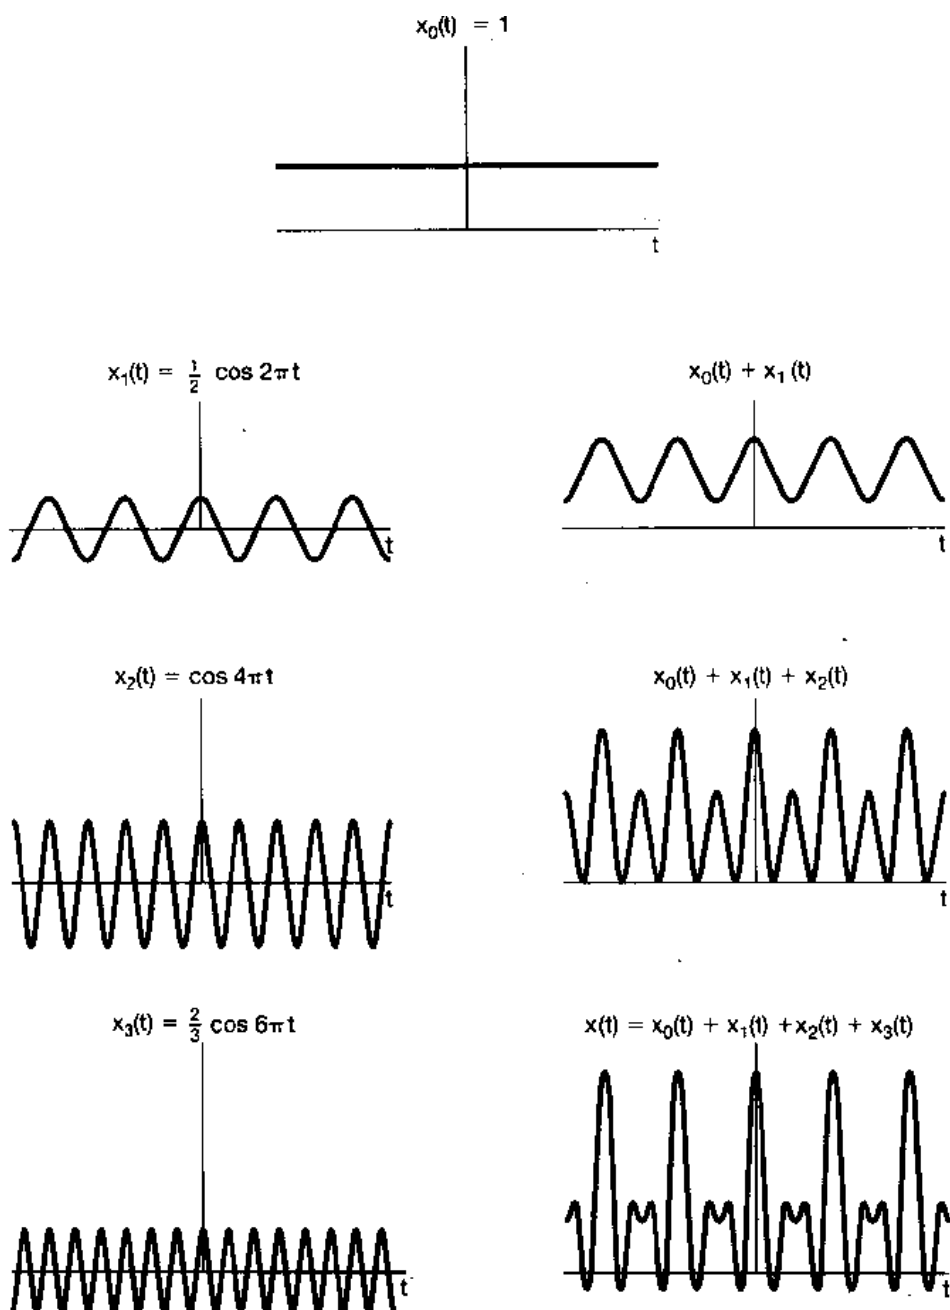 x₀(t) = 1
t
x₁(t) = ½ cos 2πt
t
x₀(t) + x₁(t)
t
x₂(t) = cos 4πt
t
x₀(t) + x₁(t) + x₂(t)
t
x₃(t) = ⅔ cos 6πt
t
x(t) = x₀(t) + x₁(t) + x₂(t) + x₃(t)
t